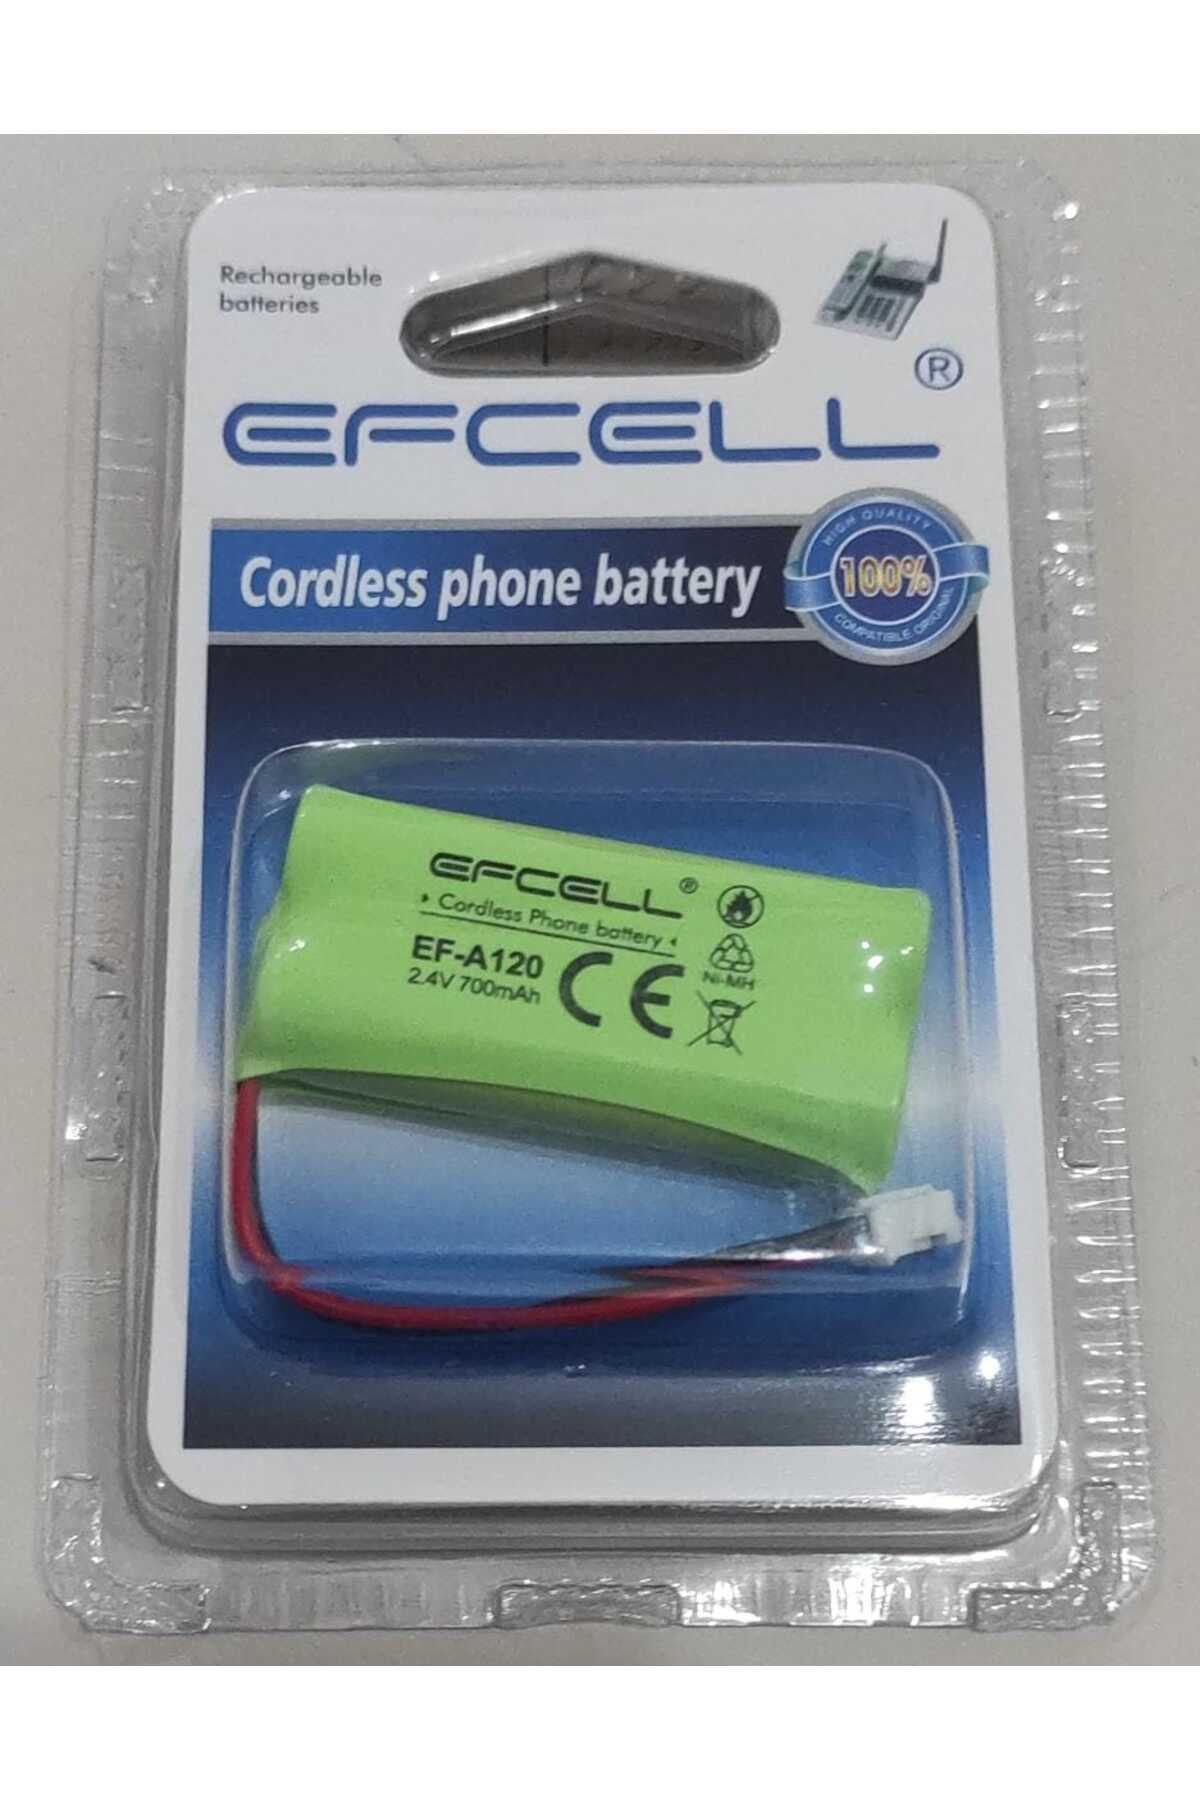 Rechargeable
batteries
EFCELL®
Cordless phone battery
HIGH QUALITY
100%
COMPATIBLE ORIGINAL
EFCELL®
Cordless Phone battery
EF-A120
2.4V 700mAh
CE
Ni-MH